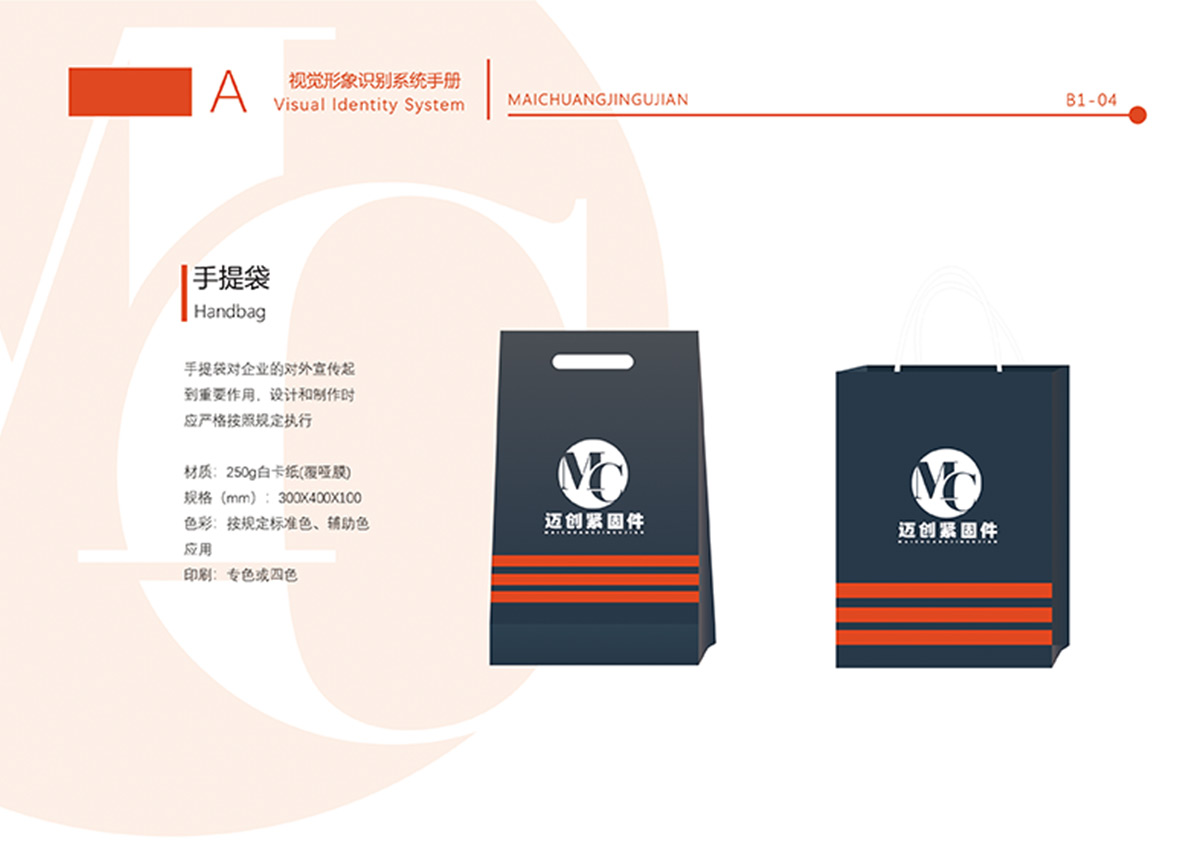 A
视觉形象识别系统手册
Visual Identity System
MAICHUANGJINGUJIAN
B1-04
手提袋
Handbag
手提袋对企业的对外宣传起
到重要作用，设计和制作时
应严格按照规定执行
材质：250g白卡纸(覆哑膜)
规格（mm）：300X400X100
色彩：按规定标准色、辅助色
应用
印刷：专色或四色
MC
迈创紧固件
MAICHUANGJINGUJIAN
MC
迈创紧固件
MAICHUANGJINGUJIAN